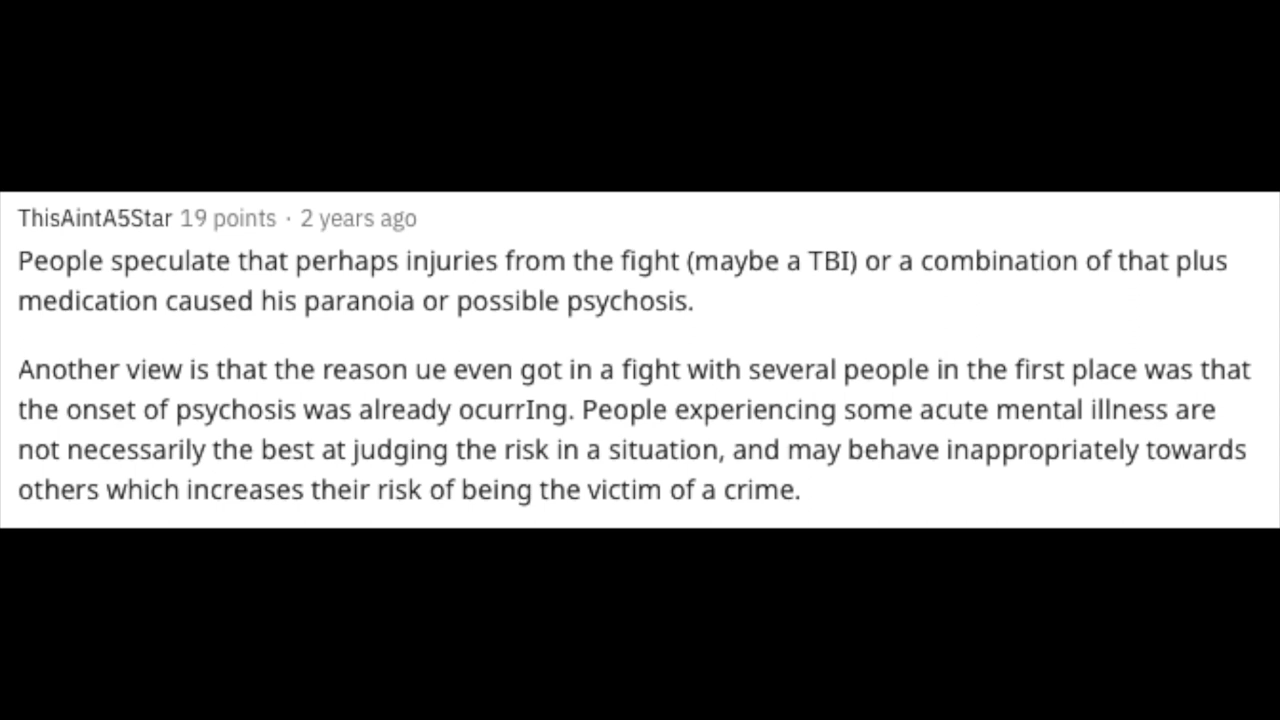 ThisAintA5Star 19 points · 2 years ago
People speculate that perhaps injuries from the fight (maybe a TBI) or a combination of that plus
medication caused his paranoia or possible psychosis.
Another view is that the reason ue even got in a fight with several people in the first place was that
the onset of psychosis was already ocurrIng. People experiencing some acute mental illness are
not necessarily the best at judging the risk in a situation, and may behave inappropriately towards
others which increases their risk of being the victim of a crime.